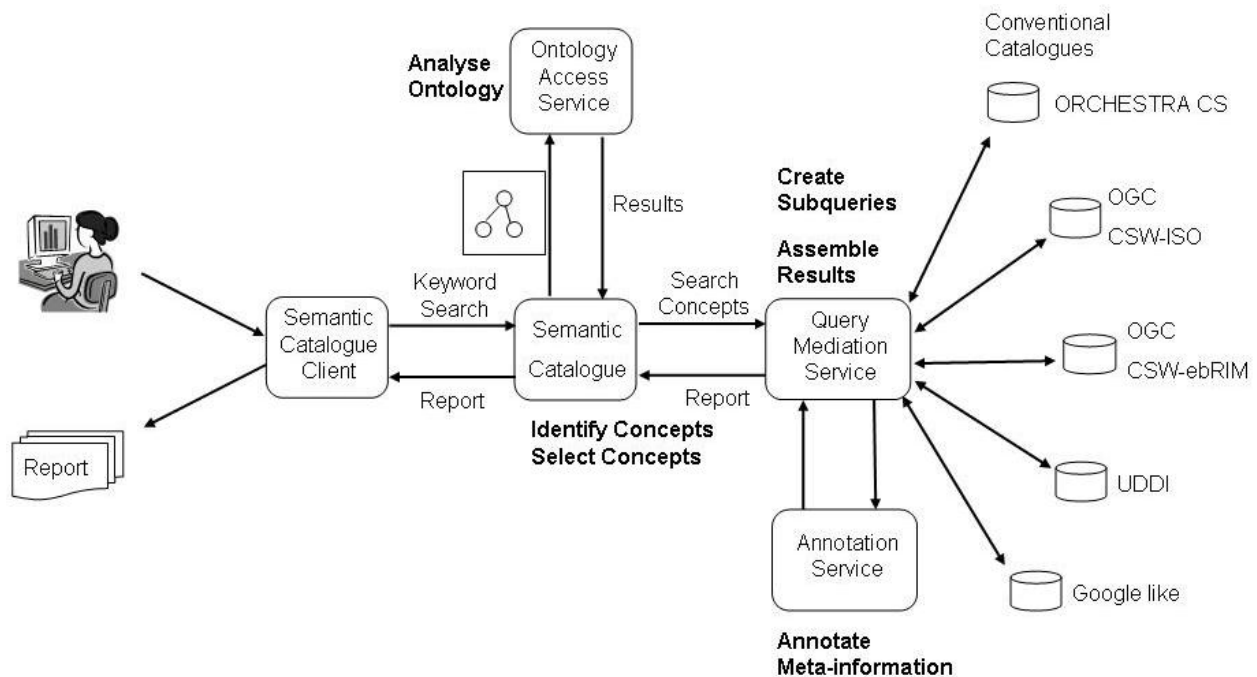 Conventional
Catalogues
Analyse
Ontology
Ontology
Access
Service
ORCHESTRA CS
Create
Subqueries
Results
OGC
CSW-ISO
Assemble
Results
Keyword
Search
Search
Concepts
Semantic
Catalogue
Client
Semantic
Catalogue
Query
Mediation
Service
OGC
CSW-ebRIM
Report
Report
Identify Concepts
Select Concepts
Report
UDDI
Annotation
Service
Google like
Annotate
Meta-information